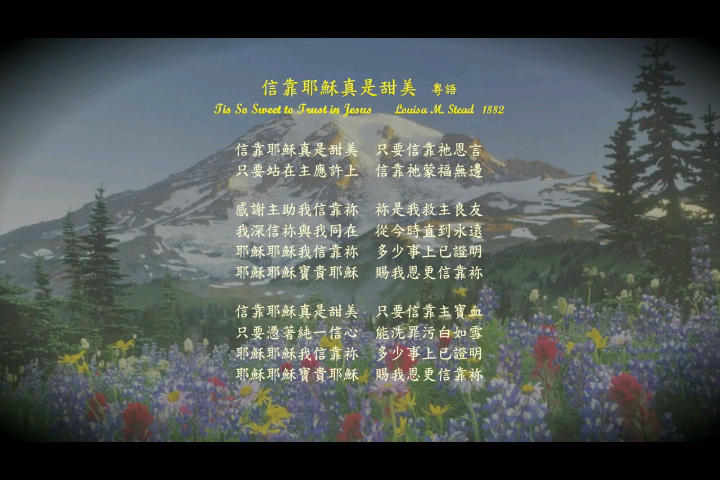 信靠耶穌真是甜美 粵語
Tis So Sweet to Trust in Jesus Louisa M. Stead 1882
信靠耶穌真是甜美 只要信靠祂恩言
只要站在主應許上 信靠祂蒙福無邊
感謝主助我信靠祢 祢是我救主良友
我深信祢與我同在 從今時直到永遠
耶穌耶穌我信靠祢 多少事上已證明
耶穌耶穌寶貴耶穌 賜我恩更信靠祢
信靠耶穌真是甜美 只要信靠主寶血
只要憑著純一信心 能洗罪污白如雪
耶穌耶穌我信靠祢 多少事上已證明
耶穌耶穌寶貴耶穌 賜我恩更信靠祢